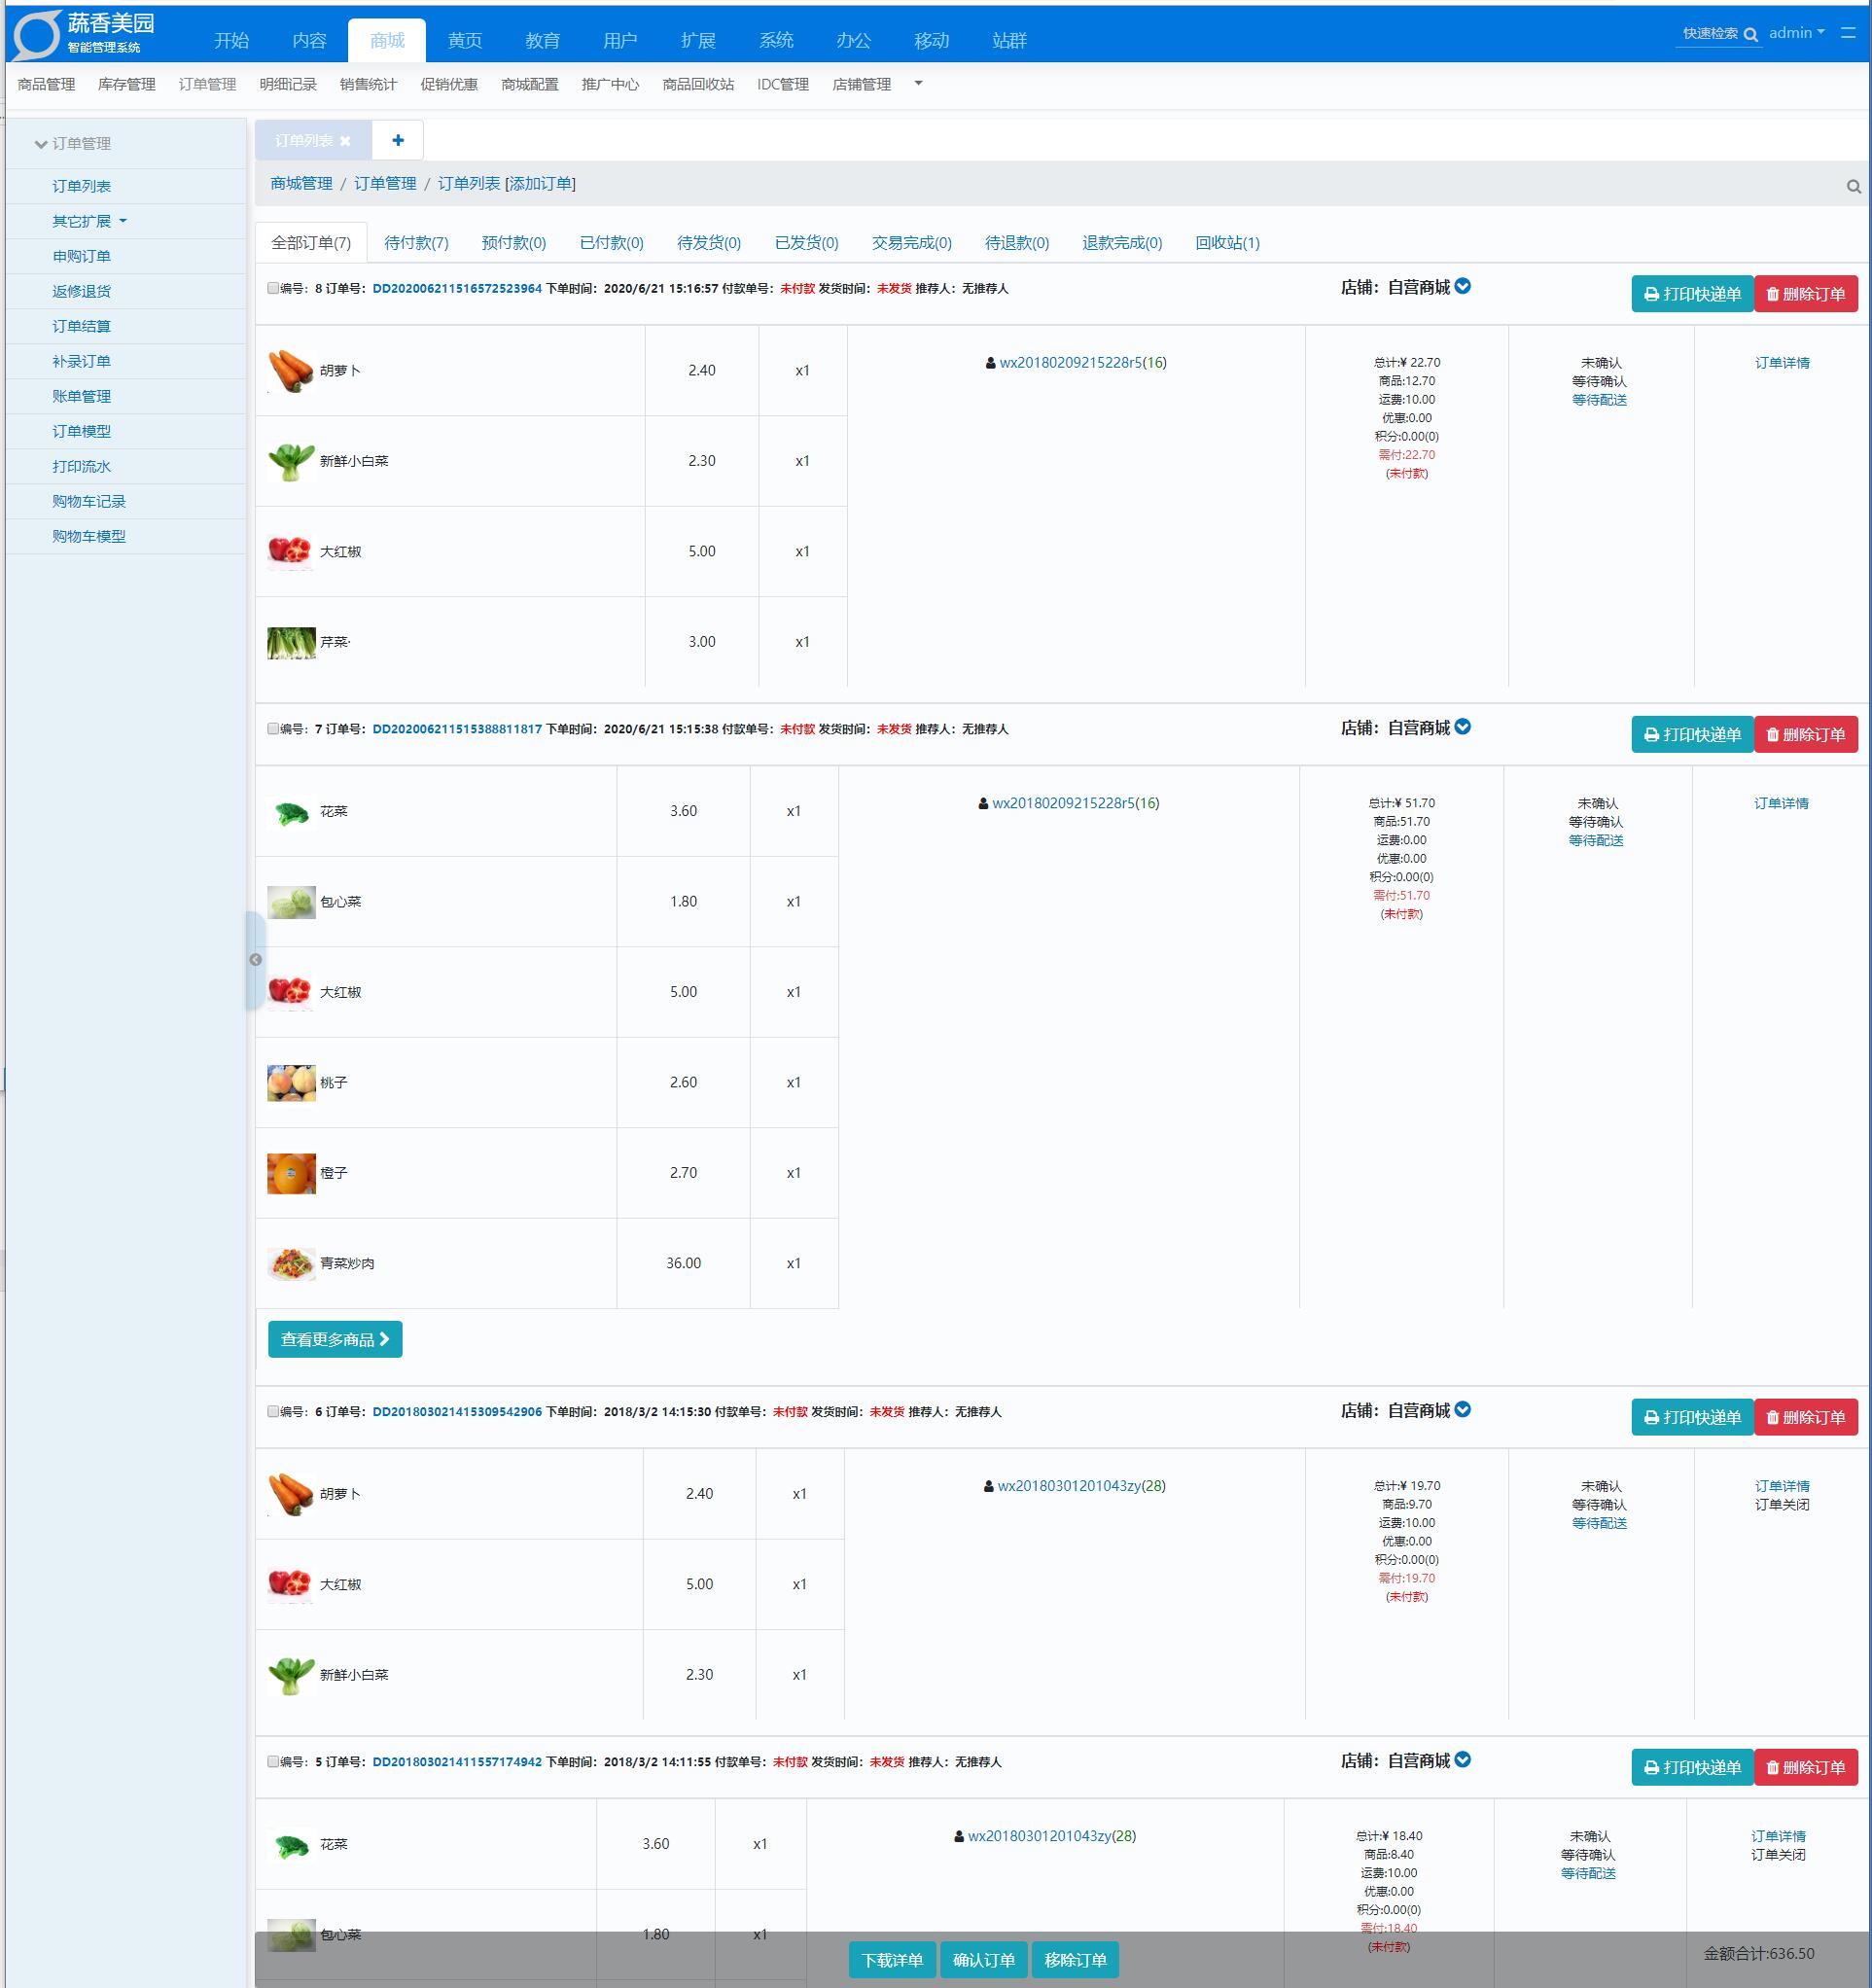 蔬香美园
智能管理系统
开始 内容 商城 黄页 教育 用户 扩展 系统 办公 移动 站群
快速检索 admin
商品管理 库存管理 订单管理 明细记录 销售统计 促销优惠 商城配置 推广中心 商品回收站 IDC管理 店铺管理
订单管理
订单列表
其它扩展
申购订单
返修退货
订单结算
补录订单
账单管理
订单模型
打印流水
购物车记录
购物车模型
订单列表
商城管理 / 订单管理 / 订单列表 [添加订单]
全部订单(7) 待付款(7) 预付款(0) 已付款(0) 待发货(0) 已发货(0) 交易完成(0) 待退款(0) 退款完成(0) 回收站(1)
编号：8 订单号：DD202006211516572523964 下单时间：2020/6/21 15:16:57 付款单号：未付款 发货时间：未发货 推荐人：无推荐人 店铺：自营商城 打印快递单 删除订单
胡萝卜 2.40 x1
新鲜小白菜 2.30 x1
大红椒 5.00 x1
芹菜· 3.00 x1
wx20180209215228r5(16)
总计:¥ 22.70
商品:12.70
运费:10.00
优惠:0.00
积分:0.00(0)
需付:22.70
(未付款)
未确认
等待确认
等待配送
订单详情
编号：7 订单号：DD202006211515388811817 下单时间：2020/6/21 15:15:38 付款单号：未付款 发货时间：未发货 推荐人：无推荐人 店铺：自营商城 打印快递单 删除订单
花菜 3.60 x1
包心菜 1.80 x1
大红椒 5.00 x1
桃子 2.60 x1
橙子 2.70 x1
青菜炒肉 36.00 x1
wx20180209215228r5(16)
总计:¥ 51.70
商品:51.70
运费:0.00
优惠:0.00
积分:0.00(0)
需付:51.70
(未付款)
未确认
等待确认
等待配送
订单详情
查看更多商品
编号：6 订单号：DD201803021415309542906 下单时间：2018/3/2 14:15:30 付款单号：未付款 发货时间：未发货 推荐人：无推荐人 店铺：自营商城 打印快递单 删除订单
胡萝卜 2.40 x1
大红椒 5.00 x1
新鲜小白菜 2.30 x1
wx20180301201043zy(28)
总计:¥ 19.70
商品:9.70
运费:10.00
优惠:0.00
积分:0.00(0)
需付:19.70
(未付款)
未确认
等待确认
等待配送
订单详情
订单关闭
编号：5 订单号：DD201803021411557174942 下单时间：2018/3/2 14:11:55 付款单号：未付款 发货时间：未发货 推荐人：无推荐人 店铺：自营商城 打印快递单 删除订单
花菜 3.60 x1
包心菜 1.80 x1
wx20180301201043zy(28)
总计:¥ 18.40
商品:8.40
运费:10.00
优惠:0.00
积分:0.00(0)
需付:18.40
(未付款)
未确认
等待确认
等待配送
订单详情
订单关闭
下载详单 确认订单 移除订单
金额合计:636.50